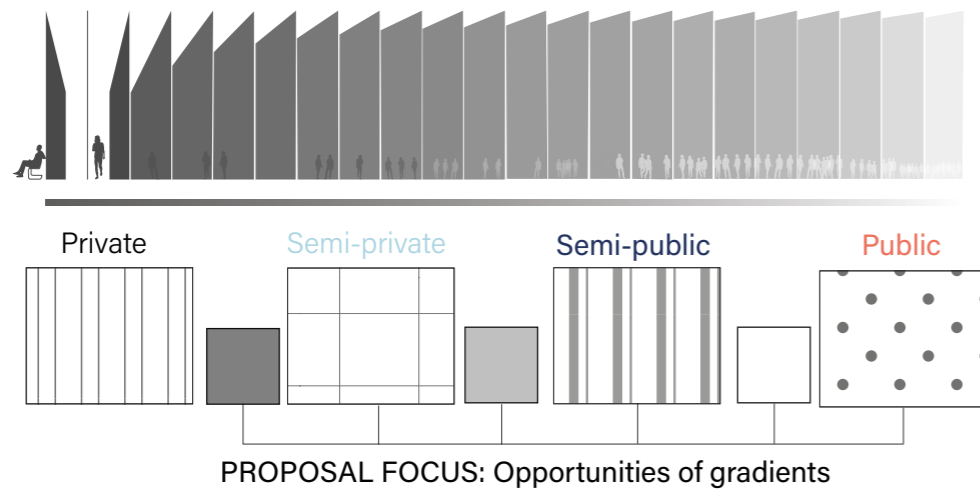 Private
Semi-private
Semi-public
Public
PROPOSAL FOCUS: Opportunities of gradients